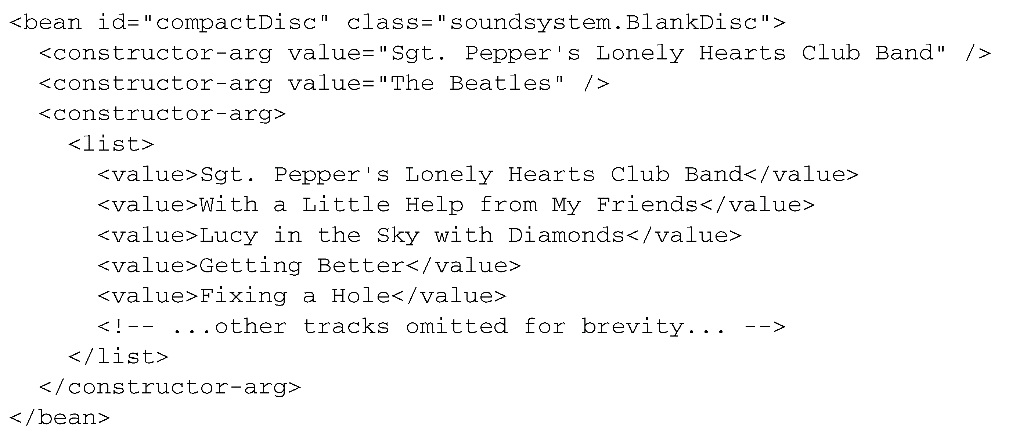 <bean id="compactDisc" class="soundsystem.BlankDisc">
  <constructor-arg value="Sgt. Pepper's Lonely Hearts Club Band" />
  <constructor-arg value="The Beatles" />
  <constructor-arg>
    <list>
      <value>Sgt. Pepper's Lonely Hearts Club Band</value>
      <value>With a Little Help from My Friends</value>
      <value>Lucy in the Sky with Diamonds</value>
      <value>Getting Better</value>
      <value>Fixing a Hole</value>
      <!-- ...other tracks omitted for brevity... -->
    </list>
  </constructor-arg>
</bean>